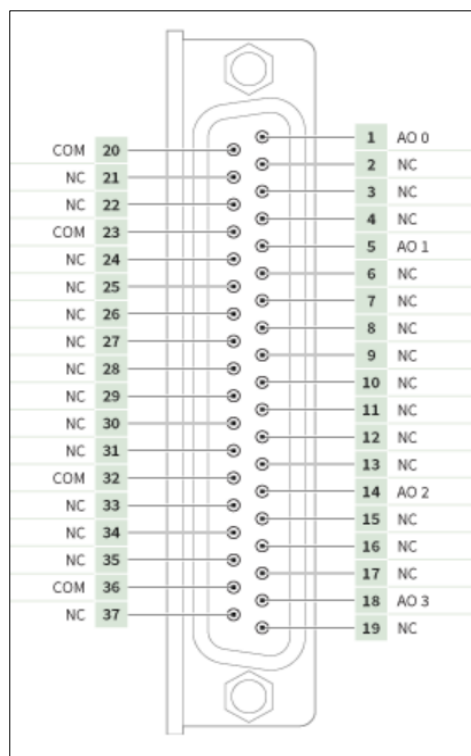 1 AO 0
COM 20
2 NC
NC 21
3 NC
NC 22
4 NC
COM 23
5 AO 1
NC 24
6 NC
NC 25
7 NC
NC 26
8 NC
NC 27
9 NC
NC 28
10 NC
NC 29
11 NC
NC 30
12 NC
NC 31
13 NC
COM 32
14 AO 2
NC 33
15 NC
NC 34
16 NC
NC 35
17 NC
COM 36
18 AO 3
NC 37
19 NC